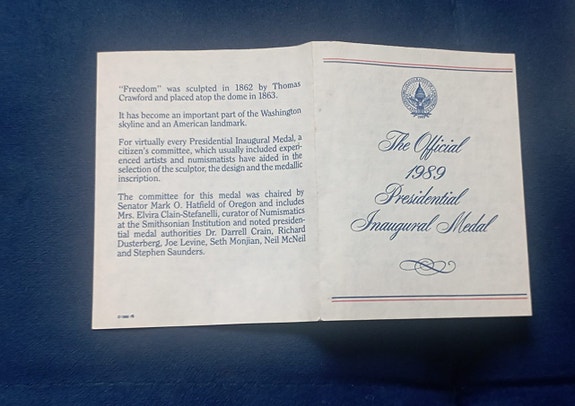 "Freedom" was sculpted in 1862 by Thomas
Crawford and placed atop the dome in 1863.
It has become an important part of the Washington
skyline and an American landmark.
For virtually every Presidential Inaugural Medal, a
citizen's committee, which usually included experi-
enced artists and numismatists have aided in the
selection of the sculptor, the design and the medallic
inscription.
The committee for this medal was chaired by
Senator Mark O. Hatfield of Oregon and includes
Mrs. Elvira Clain-Stefanelli, curator of Numismatics
at the Smithsonian Institution and noted presiden-
tial medal authorities Dr. Darrell Crain, Richard
Dusterberg, Joe Levine, Seth Monjian, Neil McNeil
and Stephen Saunders.
The Official
1989
Presidential
Inaugural Medal